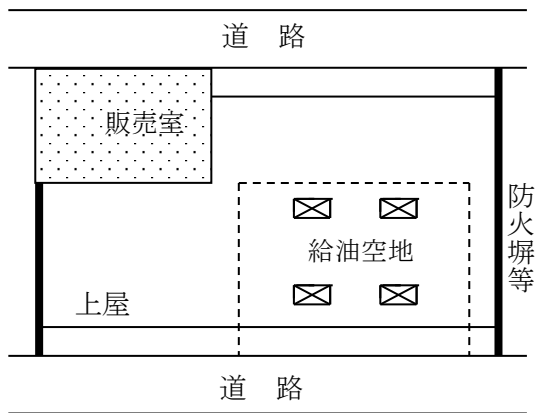 道　路
販売室
防火塀等
給油空地
上屋
道　路